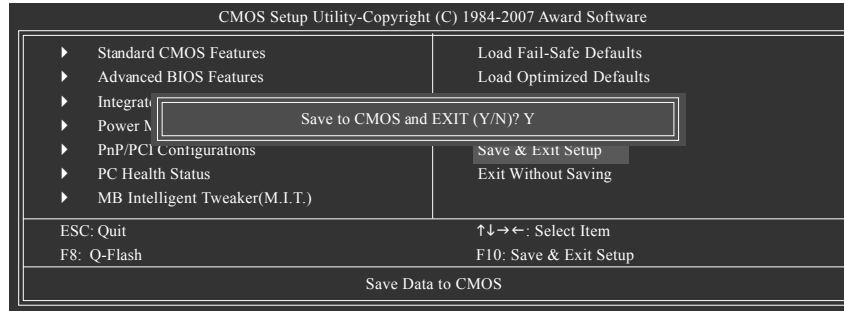 CMOS Setup Utility-Copyright (C) 1984-2007 Award Software
Standard CMOS Features
Advanced BIOS Features
Integrat
Power M
PnP/PCI Configurations
PC Health Status
MB Intelligent Tweaker(M.I.T.)
Load Fail-Safe Defaults
Load Optimized Defaults
Save to CMOS and EXIT (Y/N)? Y
Save & Exit Setup
Exit Without Saving
ESC: Quit
F8: Q-Flash
↑↓→←: Select Item
F10: Save & Exit Setup
Save Data to CMOS